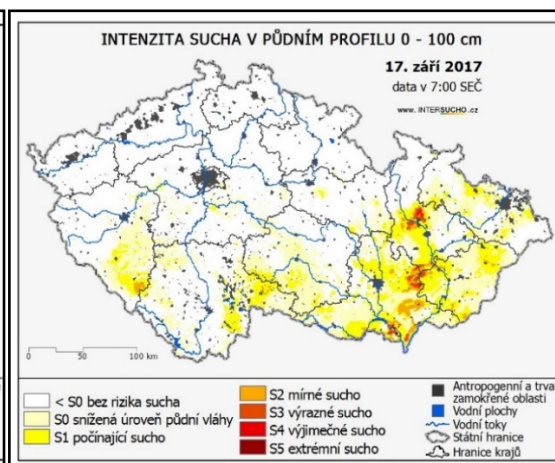 INTENZITA SUCHA V PŮDNÍM PROFILU 0 - 100 cm
17. září 2017
data v 7:00 SEČ
www.INTERSUCHO.cz
0 50 100 km
< S0 bez rizika sucha
S0 snížená úroveň půdní vláhy
S1 počínající sucho
S2 mírné sucho
S3 výrazné sucho
S4 výjimečné sucho
S5 extrémní sucho
Antropogenní a trva
zamokřené oblasti
Vodní plochy
Vodní toky
Státní hranice
Hranice krajů